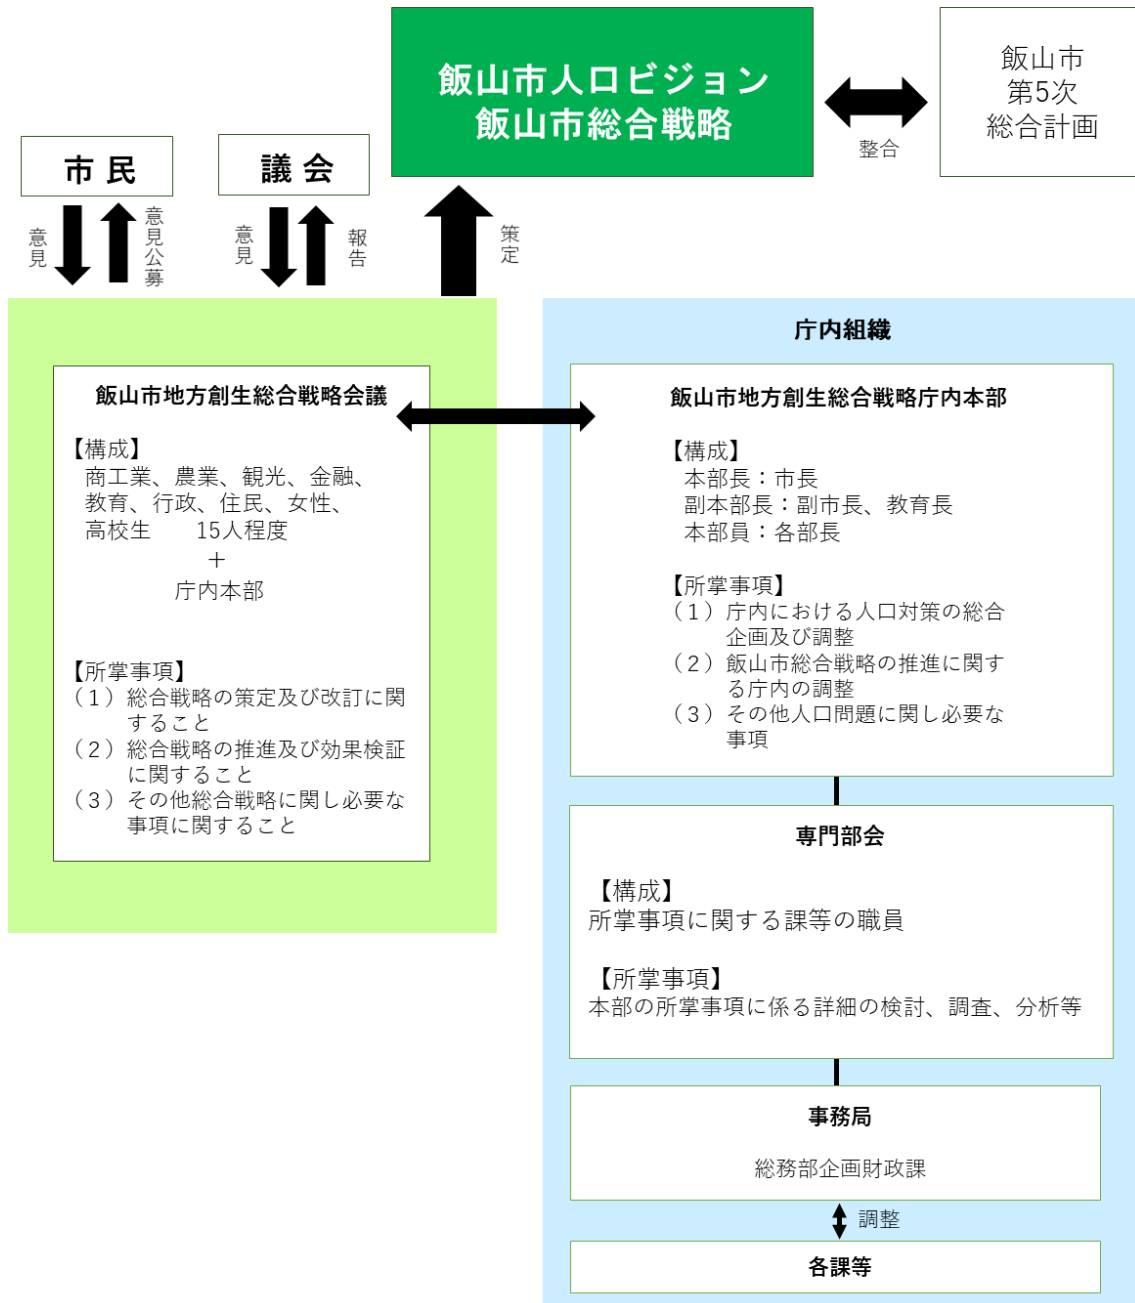 飯山市人口ビジョン
飯山市総合戦略
整合
飯山市
第5次
総合計画
市 民
議 会
意見
意見公募
意見
報告
策定
飯山市地方創生総合戦略会議
【構成】
商工業、農業、観光、金融、
教育、行政、住民、女性、
高校生　　15人程度
＋
庁内本部
【所掌事項】
（１）総合戦略の策定及び改訂に関
すること
（２）総合戦略の推進及び効果検証
に関すること
（３）その他総合戦略に関し必要な
事項に関すること
庁内組織
飯山市地方創生総合戦略庁内本部
【構成】
本部長：市長
副本部長：副市長、教育長
本部員：各部長
【所掌事項】
（１）庁内における人口対策の総合
企画及び調整
（２）飯山市総合戦略の推進に関す
る庁内の調整
（３）その他人口問題に関し必要な
事項
専門部会
【構成】
所掌事項に関する課等の職員
【所掌事項】
本部の所掌事項に係る詳細の検討、調査、分析等
事務局
総務部企画財政課
調整
各課等